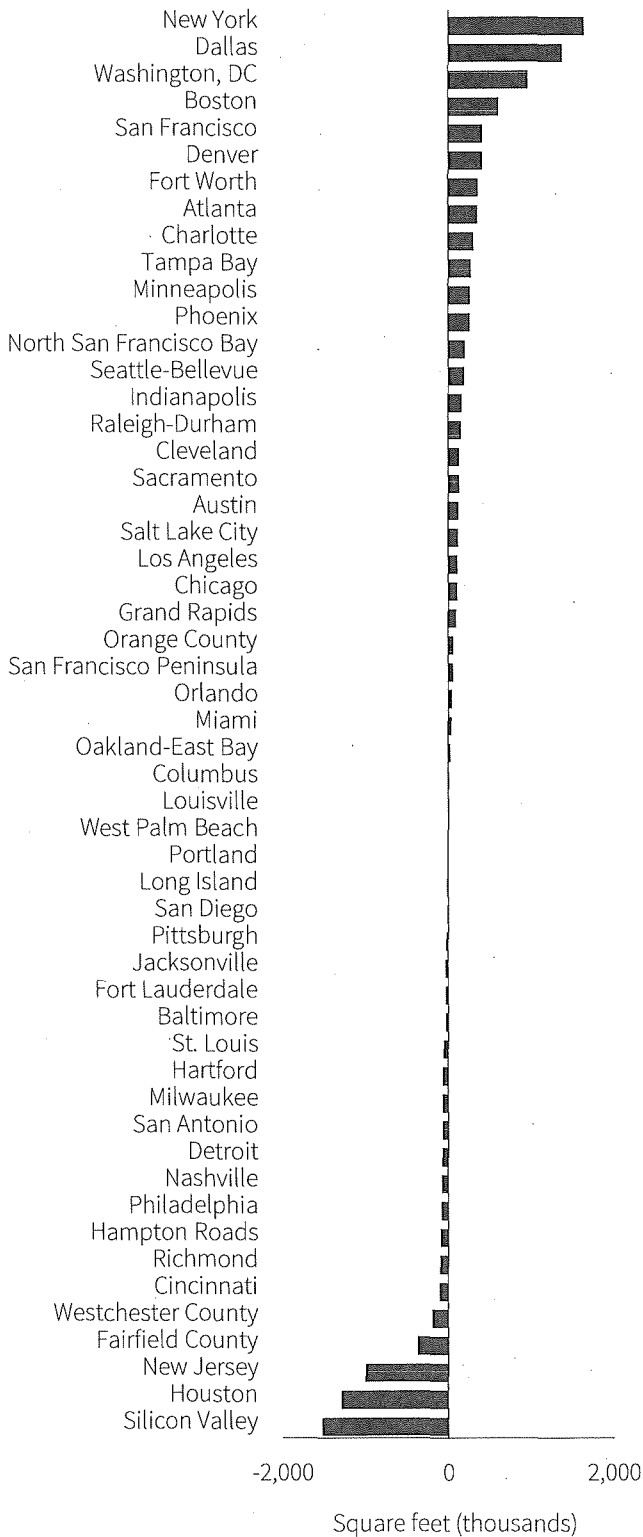 New York
Dallas
Washington, DC
Boston
San Francisco
Denver
Fort Worth
Atlanta
Charlotte
Tampa Bay
Minneapolis
Phoenix
North San Francisco Bay
Seattle-Bellevue
Indianapolis
Raleigh-Durham
Cleveland
Sacramento
Austin
Salt Lake City
Los Angeles
Chicago
Grand Rapids
Orange County
San Francisco Peninsula
Orlando
Miami
Oakland-East Bay
Columbus
Louisville
West Palm Beach
Portland
Long Island
San Diego
Pittsburgh
Jacksonville
Fort Lauderdale
Baltimore
St. Louis
Hartford
Milwaukee
San Antonio
Detroit
Nashville
Philadelphia
Hampton Roads
Richmond
Cincinnati
Westchester County
Fairfield County
New Jersey
Houston
Silicon Valley
-2,000 0 2,000
Square feet (thousands)